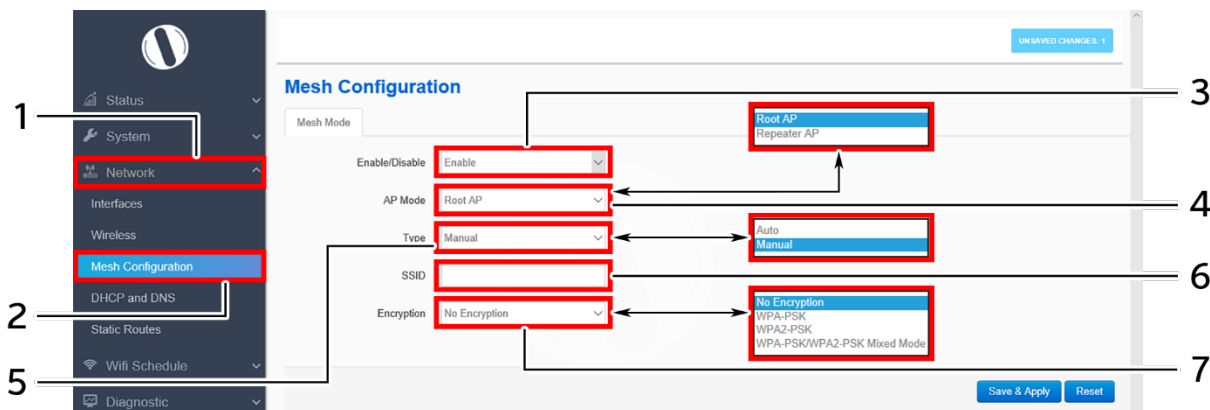 UNSAVED CHANGES: 1
Mesh Configuration
3
Status
1
Mesh Mode
Root AP
Repeater AP
System
Enable/Disable
Enable
Network
AP Mode
Root AP
4
Interfaces
Wireless
Type
Manual
Auto
Manual
Mesh Configuration
SSID
6
2
DHCP and DNS
Encryption
No Encryption
No Encryption
WPA-PSK
WPA2-PSK
WPA-PSK/WPA2-PSK Mixed Mode
Static Routes
Wifi Schedule
7
5
Diagnostic
Save & Apply
Reset